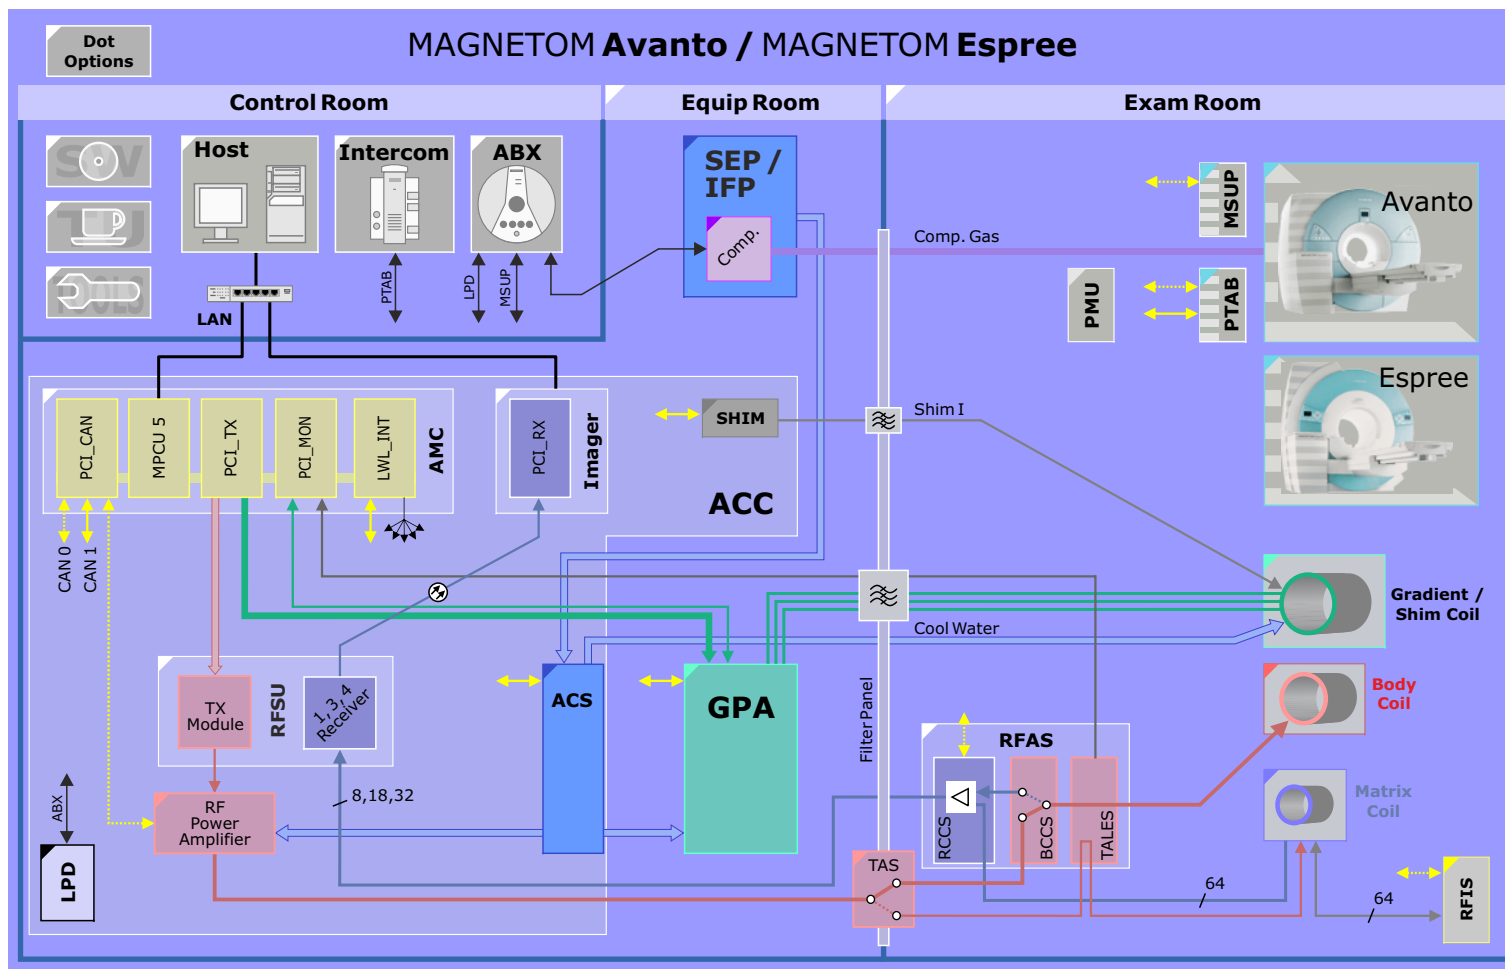 MAGNETOM Avanto / MAGNETOM Espree
Dot
Options
Control Room
Equip Room
Exam Room
SW
TU
TOOLS
Host
Intercom
ABX
LAN
PTAB
LPD
MSUP
SEP /
IFP
Comp.
Comp. Gas
MSUP
PMU
PTAB
Avanto
Espree
PCI_CAN
MPCU 5
PCI_TX
PCI_MON
LWL_INT
AMC
PCI_RX
Imager
SHIM
Shim I
ACC
CAN 0
CAN 1
Gradient /
Shim Coil
Cool Water
TX
Module
RFSU
1, 3, 4
Receiver
ACS
GPA
Filter Panel
Body
Coil
RFAS
RCCS
BCCS
TALES
Matrix
Coil
8,18,32
ABX
RF
Power
Amplifier
LPD
TAS
64
64
RFIS